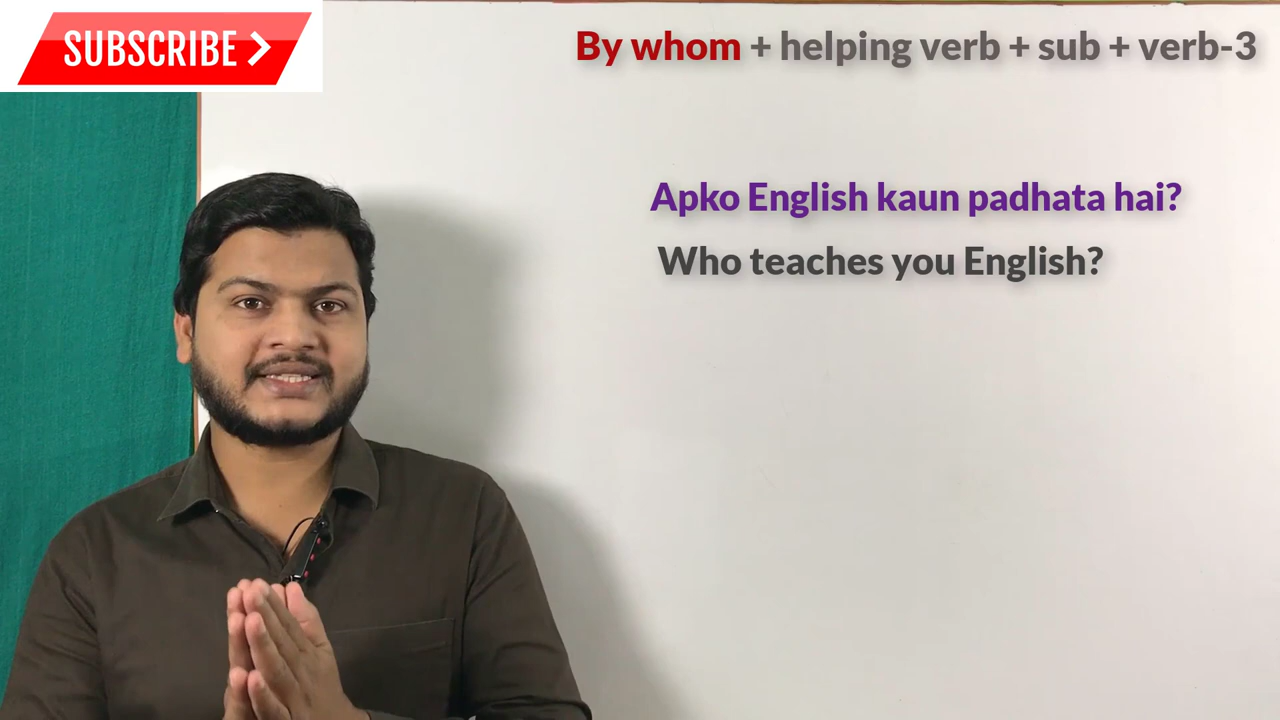 SUBSCRIBE
By whom + helping verb + sub + verb-3
Apko English kaun padhata hai?
Who teaches you English?